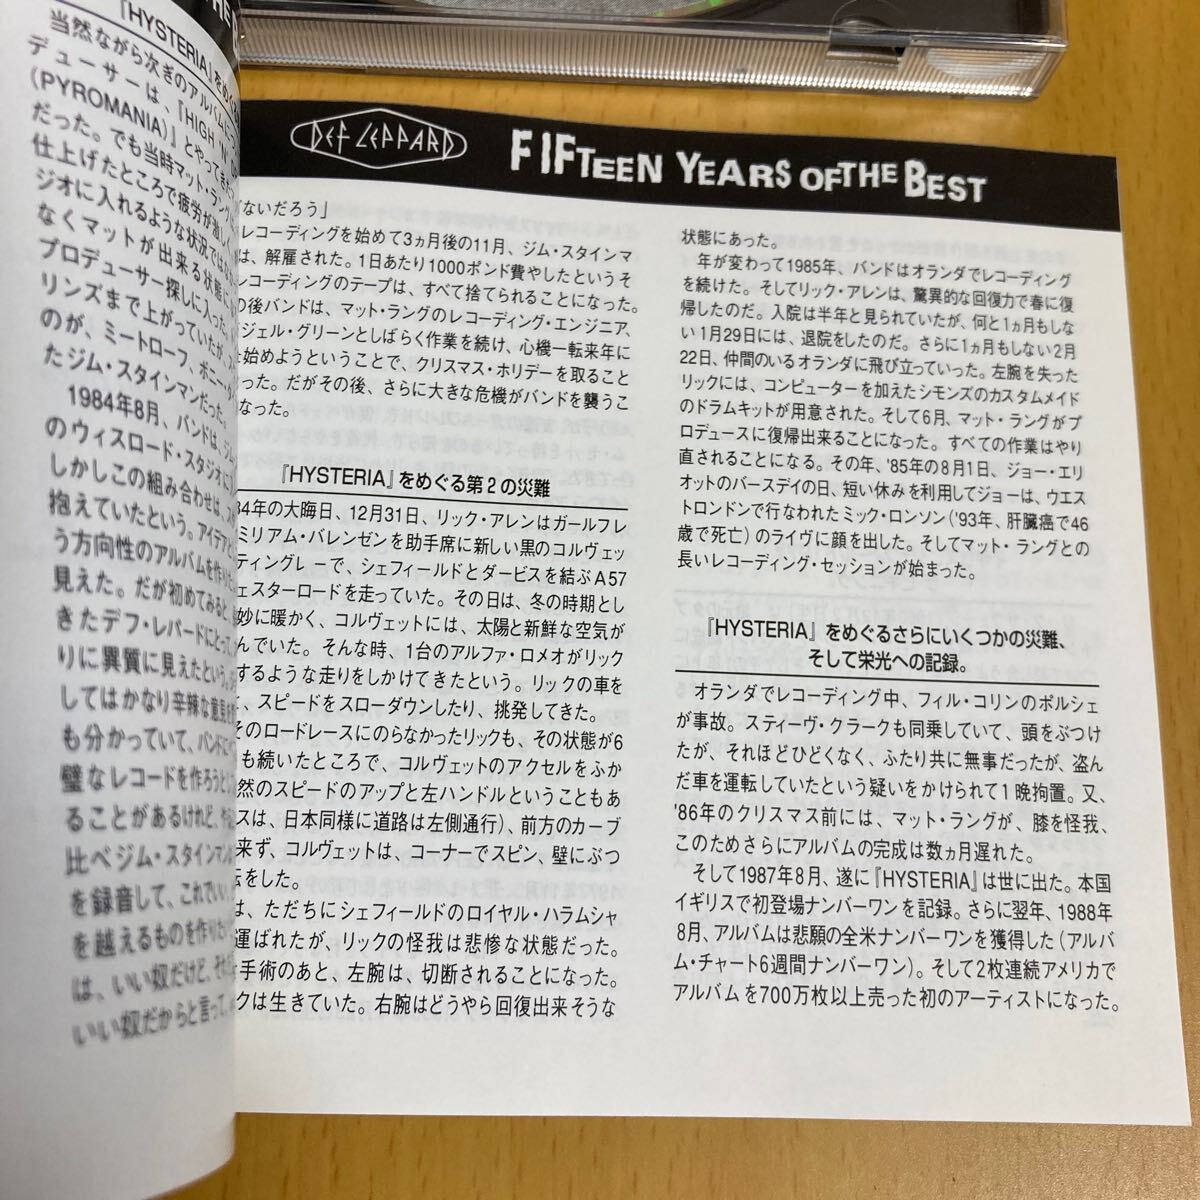 『HYSTERIA』をめぐ
当然ながら次ぎのアルバムに
デューサーは、『HIGH 'N'
(PYROMANIA)』とやってきた
だった。でも当時マット・ラング
仕上げたところで疲労が激しく
ジオに入れるような状況ではな
なくマットが出来る状態に
プロデューサー探しに入った。
リンズまで上がっていたが、
のが、ミートローフ、ボニー・タイ
たジム・スタインマンだった。
1984年8月、バンドは、
のウィスロード・スタジオに
しかしこの組み合わせは、
抱えていたという。アイデア
う方向性のアルバムを作り
見えた。だが初めてみると、
きたデフ・レパードにとって、
りに異質に見えたという。
してはかなり辛辣な意見を
も分かっていて、バンドに
璧なレコードを作ろうと
ることがあるけれど、
比べジム・スタインマン
を録音して、これでいい
を越えるものを作りたか
は、いい奴だけど、それ
いい奴だからと言って、
DEF LEPPARD
FIFTEEN YEARS OF THE BEST
ないだろう」
レコーディングを始めて3ヵ月後の11月、ジム・スタインマ
は、解雇された。1日あたり1000ポンド費やしたというそ
レコーディングのテープは、すべて捨てられることになった。
の後バンドは、マット・ラングのレコーディング・エンジニア、
イジェル・グリーンとしばらく作業を続け、心機一転来年に
始めようということで、クリスマス・ホリデーを取ること
った。だがその後、さらに大きな危機がバンドを襲うこ
なった。
『HYSTERIA』をめぐる第2の災難
84年の大晦日、12月31日、リック・アレンはガールフレ
ミリアム・バレンゼンを助手席に新しい黒のコルヴェッ
ティングレーで、シェフィールドとダービスを結ぶA57
ェスターロードを走っていた。その日は、冬の時期とし
妙に暖かく、コルヴェットには、太陽と新鮮な空気が
んでいた。そんな時、1台のアルファ・ロメオがリック
するような走りをしかけてきたという。リックの車を
、スピードをスローダウンしたり、挑発してきた。
そのロードレースにのらなかったリックも、その状態が6
も続いたところで、コルヴェットのアクセルをふか
然のスピードのアップと左ハンドルということもあ
スは、日本同様に道路は左側通行)、前方のカーブ
来ず、コルヴェットは、コーナーでスピン、壁にぶつ
転をした。
は、ただちにシェフィールドのロイヤル・ハラムシャ
運ばれたが、リックの怪我は悲惨な状態だった。
手術のあと、左腕は、切断されることになった。
クは生きていた。右腕はどうやら回復出来そうな
状態にあった。
年が変わって1985年、バンドはオランダでレコーディング
を続けた。そしてリック・アレンは、驚異的な回復力で春に復
帰したのだ。入院は半年と見られていたが、何と1ヵ月もしな
い1月29日には、退院をしたのだ。さらに1ヵ月もしない2月
22日、仲間のいるオランダに飛び立っていった。左腕を失った
リックには、コンピューターを加えたシモンズのカスタムメイド
のドラムキットが用意された。そして6月、マット・ラングがプ
ロデュースに復帰出来ることになった。すべての作業はやり
直されることになる。その年、'85年の8月1日、ジョー・エリ
オットのバースデイの日、短い休みを利用してジョーは、ウエス
トロンドンで行なわれたミック・ロンソン('93年、肝臓癌で46
歳で死亡)のライヴに顔を出した。そしてマット・ラングとの
長いレコーディング・セッションが始まった。
『HYSTERIA』をめぐるさらにいくつかの災難、
そして栄光への記録。
オランダでレコーディング中、フィル・コリンのポルシェ
が事故。スティーヴ・クラークも同乗していて、頭をぶつけ
たが、それほどひどくなく、ふたり共に無事だったが、盗ん
だ車を運転していたという疑いをかけられて1晩拘置。又、
'86年のクリスマス前には、マット・ラングが、膝を怪我、
このためさらにアルバムの完成は数ヵ月遅れた。
そして1987年8月、遂に『HYSTERIA』は世に出た。本国
イギリスで初登場ナンバーワンを記録。さらに翌年、1988年
8月、アルバムは悲願の全米ナンバーワンを獲得した(アルバ
ム・チャート6週間ナンバーワン)。そして2枚連続アメリカで
アルバムを700万枚以上売った初のアーティストになった。